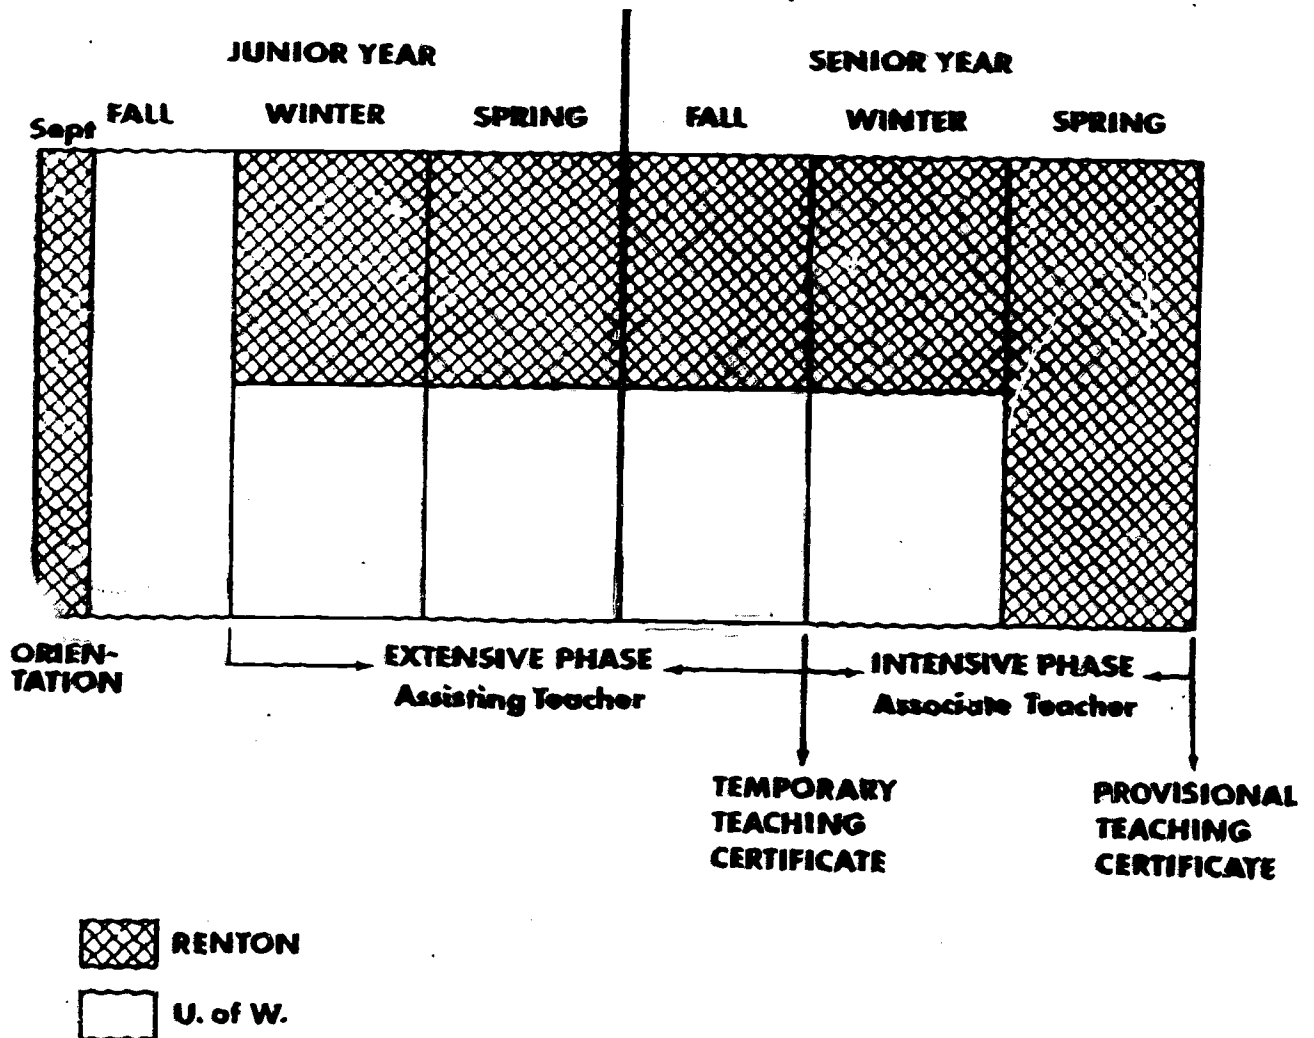 JUNIOR YEAR
SENIOR YEAR
Sept FALL WINTER SPRING FALL WINTER SPRING
ORIEN-
TATION
EXTENSIVE PHASE
Assisting Teacher
INTENSIVE PHASE
Associate Teacher
TEMPORARY
TEACHING
CERTIFICATE
PROVISIONAL
TEACHING
CERTIFICATE
RENTON
U. of W.